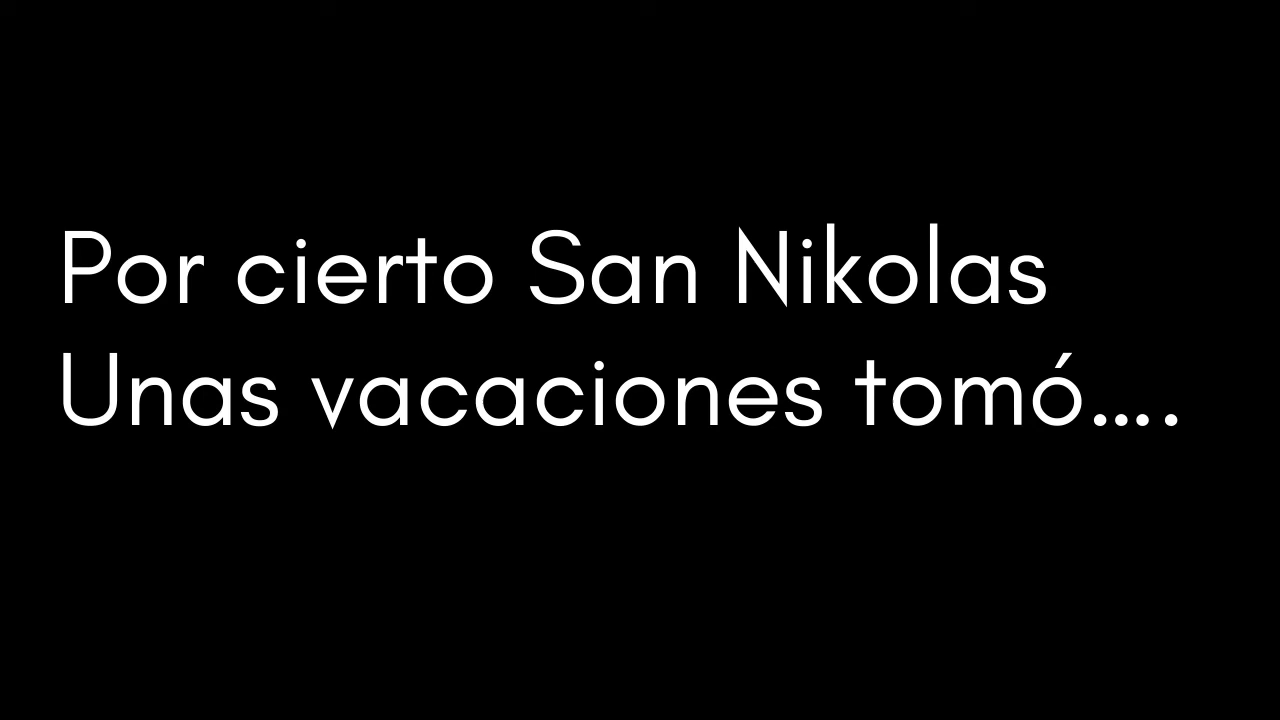 Por cierto San Nikolas
Unas vacaciones tomó....